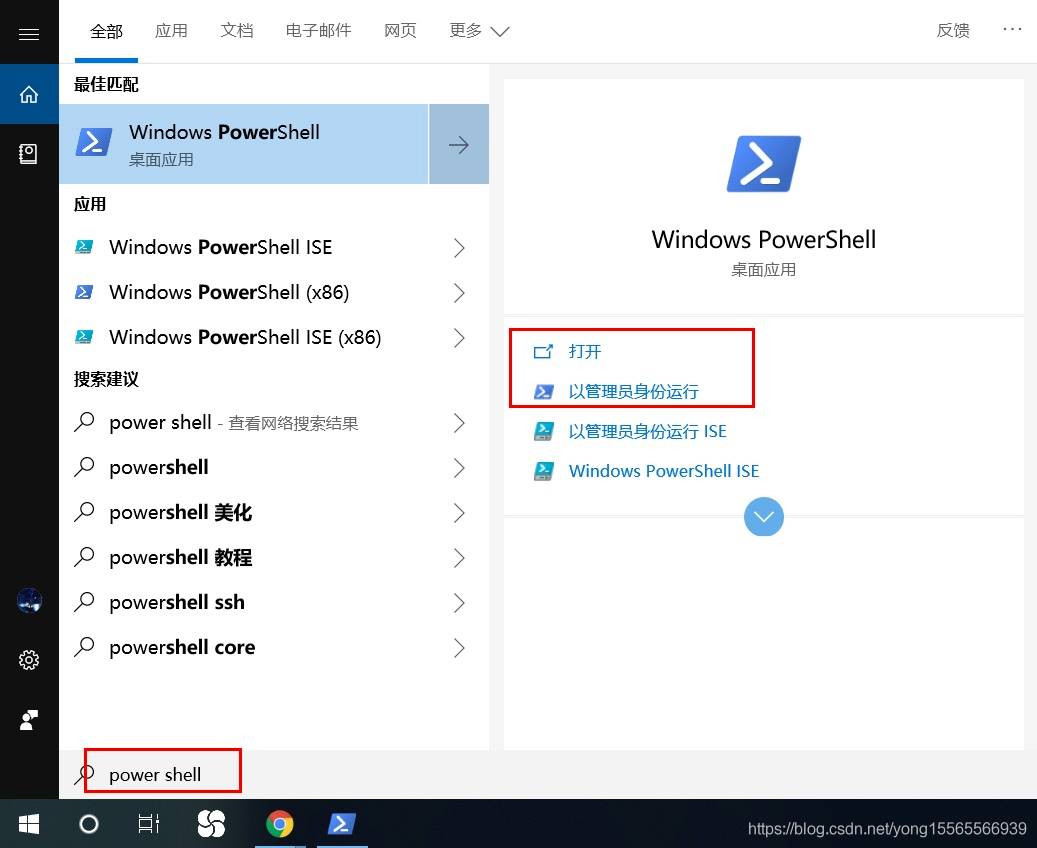 全部 应用 文档 电子邮件 网页 更多 反馈 ...
最佳匹配
Windows PowerShell
桌面应用
应用
Windows PowerShell ISE
Windows PowerShell (x86)
Windows PowerShell ISE (x86)
搜索建议
power shell - 查看网络搜索结果
powershell
powershell 美化
powershell 教程
powershell ssh
powershell core
Windows PowerShell
桌面应用
打开
以管理员身份运行
以管理员身份运行 ISE
Windows PowerShell ISE
power shell
https://blog.csdn.net/yong15565566939